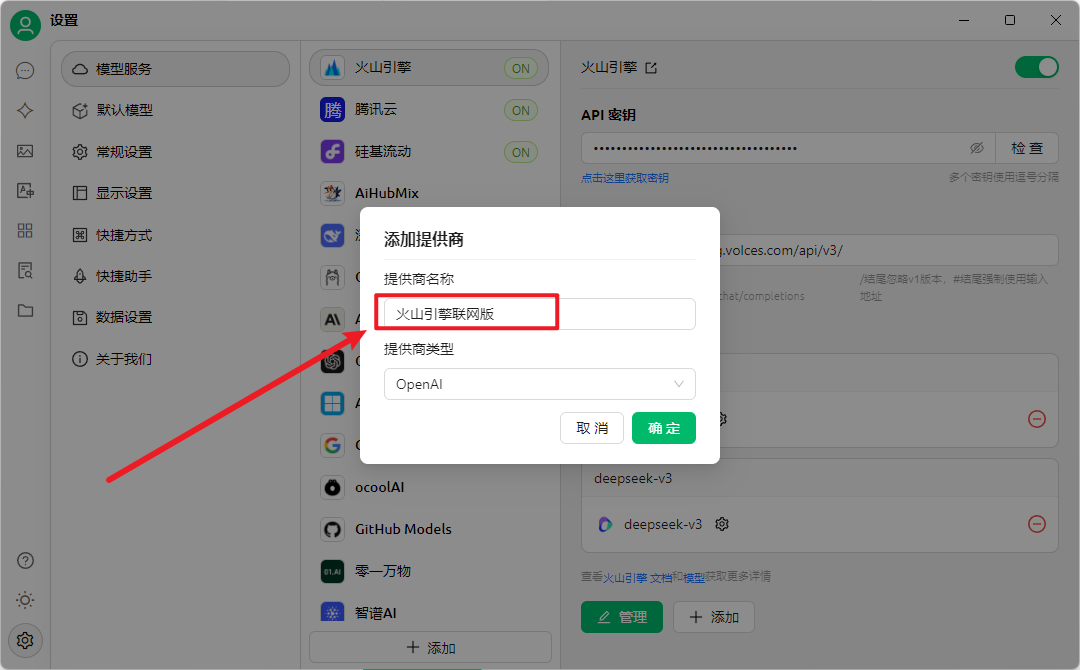 设置
模型服务
默认模型
常规设置
显示设置
快捷方式
快捷助手
数据设置
关于我们
火山引擎
ON
腾
腾讯云
ON
硅基流动
ON
AiHubMix
ocoolAI
GitHub Models
01.AI
零一万物
智谱AI
添加
火山引擎
API 密钥
检 查
点击这里获取密钥
多个密钥使用逗号分隔
.volces.com/api/v3/
chat/completions
/结尾忽略v1版本，#结尾强制使用输入
地址
添加提供商
提供商名称
火山引擎联网版
提供商类型
OpenAI
取 消
确 定
deepseek-v3
deepseek-v3
查看火山引擎 文档和模型获取更多详情
管理
添加